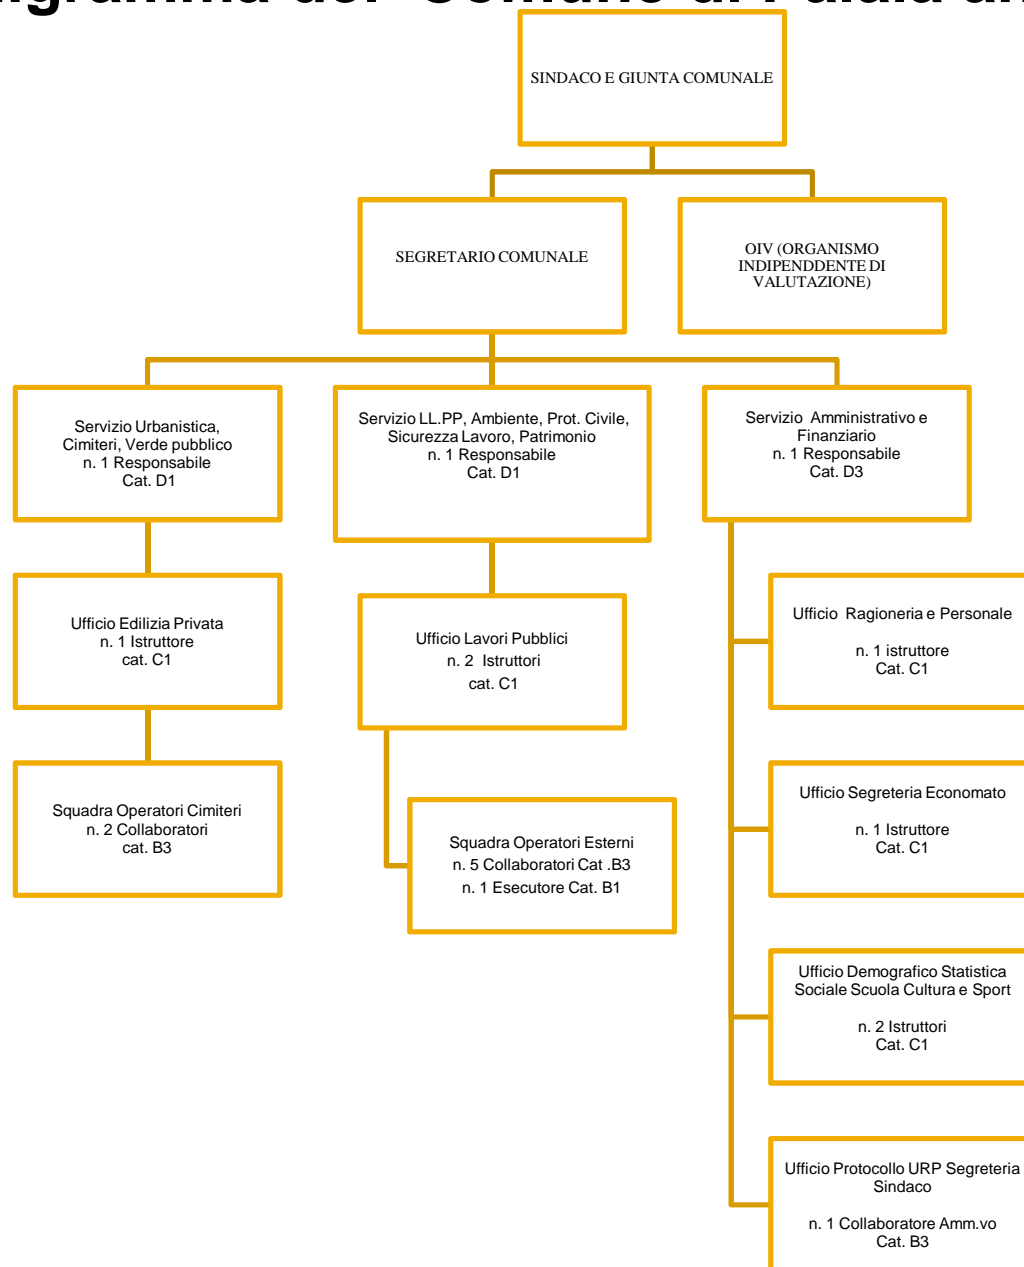 SINDACO E GIUNTA COMUNALE
SEGRETARIO COMUNALE
OIV (ORGANISMO
INDIPENDDENTE DI
VALUTAZIONE)
Servizio Urbanistica,
Cimiteri, Verde pubblico
n. 1 Responsabile
Cat. D1
Servizio LL.PP, Ambiente, Prot. Civile,
Sicurezza Lavoro, Patrimonio
n. 1 Responsabile
Cat. D1
Servizio Amministrativo e
Finanziario
n. 1 Responsabile
Cat. D3
Ufficio Edilizia Privata
n. 1 Istruttore
cat. C1
Ufficio Lavori Pubblici
n. 2 Istruttori
cat. C1
Ufficio Ragioneria e Personale
n. 1 istruttore
Cat. C1
Squadra Operatori Cimiteri
n. 2 Collaboratori
cat. B3
Squadra Operatori Esterni
n. 5 Collaboratori Cat .B3
n. 1 Esecutore Cat. B1
Ufficio Segreteria Economato
n. 1 Istruttore
Cat. C1
Ufficio Demografico Statistica
Sociale Scuola Cultura e Sport
n. 2 Istruttori
Cat. C1
Ufficio Protocollo URP Segreteria
Sindaco
n. 1 Collaboratore Amm.vo
Cat. B3